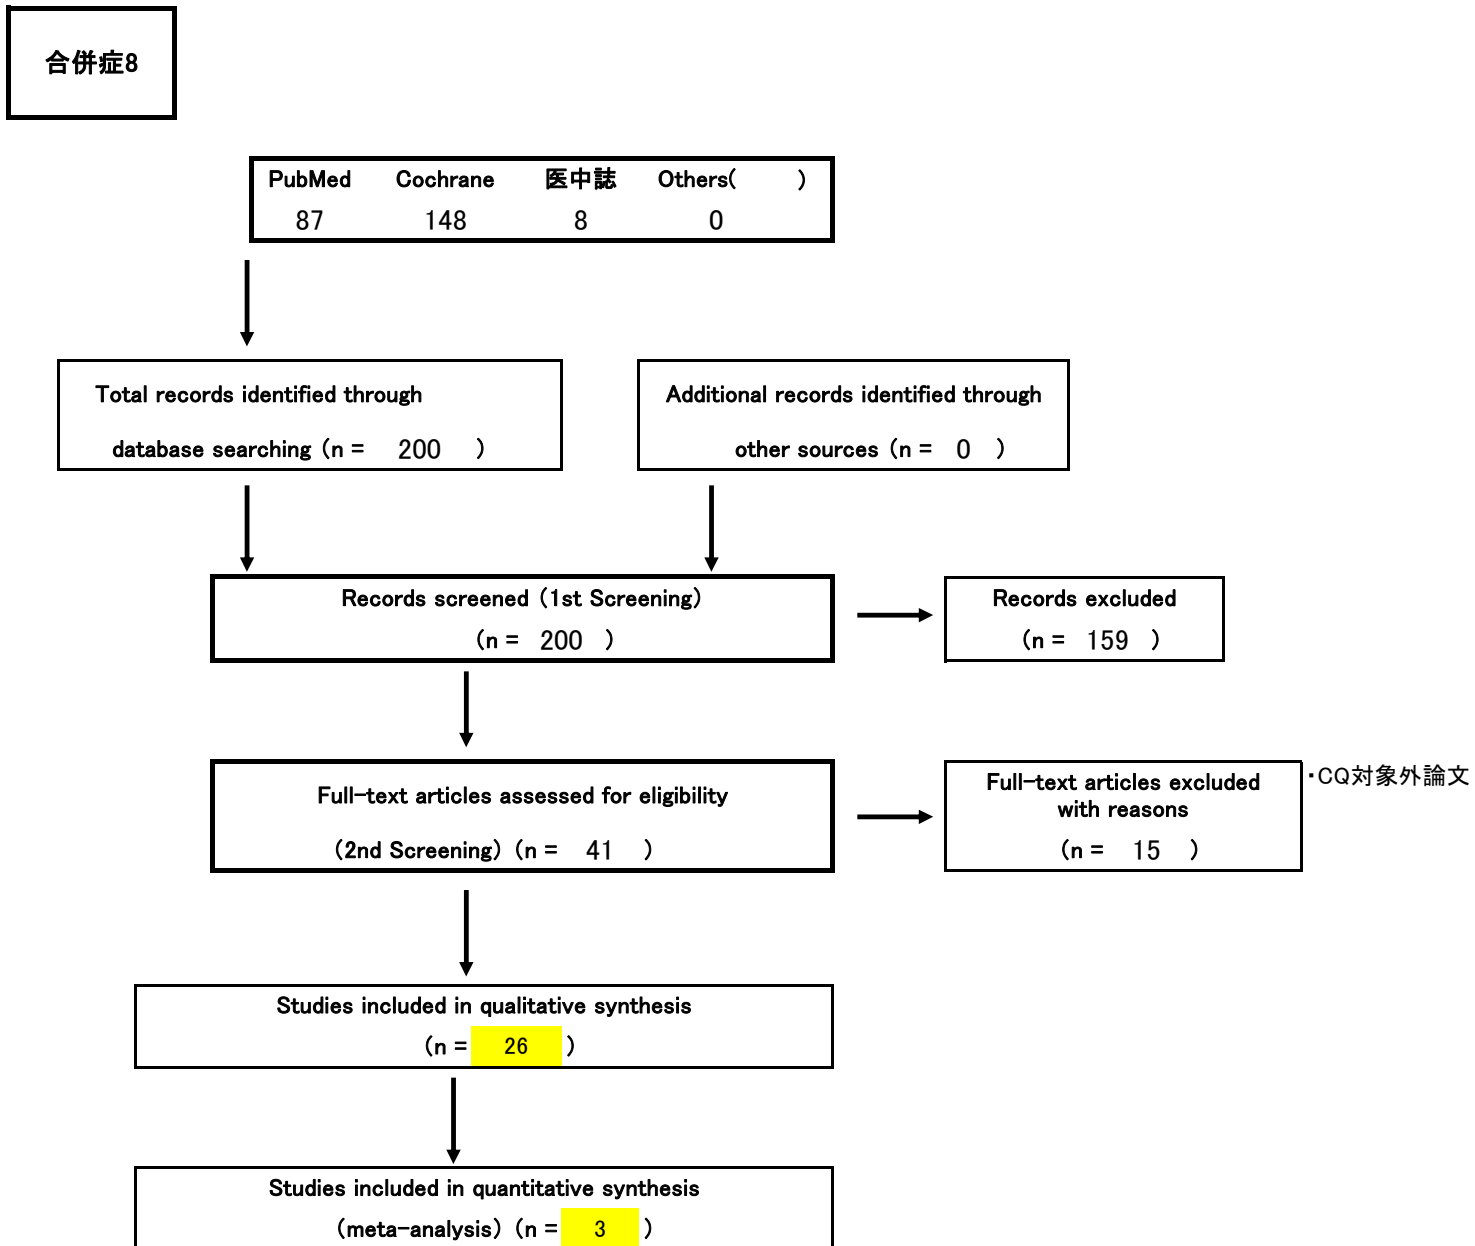 合併症8
PubMed Cochrane 医中誌 Others( )
87 148 8 0
Total records identified through
database searching (n = 200 )
Additional records identified through
other sources (n = 0 )
Records screened (1st Screening)
(n = 200 )
Records excluded
(n = 159 )
Full-text articles assessed for eligibility
(2nd Screening) (n = 41 )
Full-text articles excluded
with reasons
(n = 15 )
・CQ対象外論文
Studies included in qualitative synthesis
(n = 26 )
Studies included in quantitative synthesis
(meta-analysis) (n = 3 )